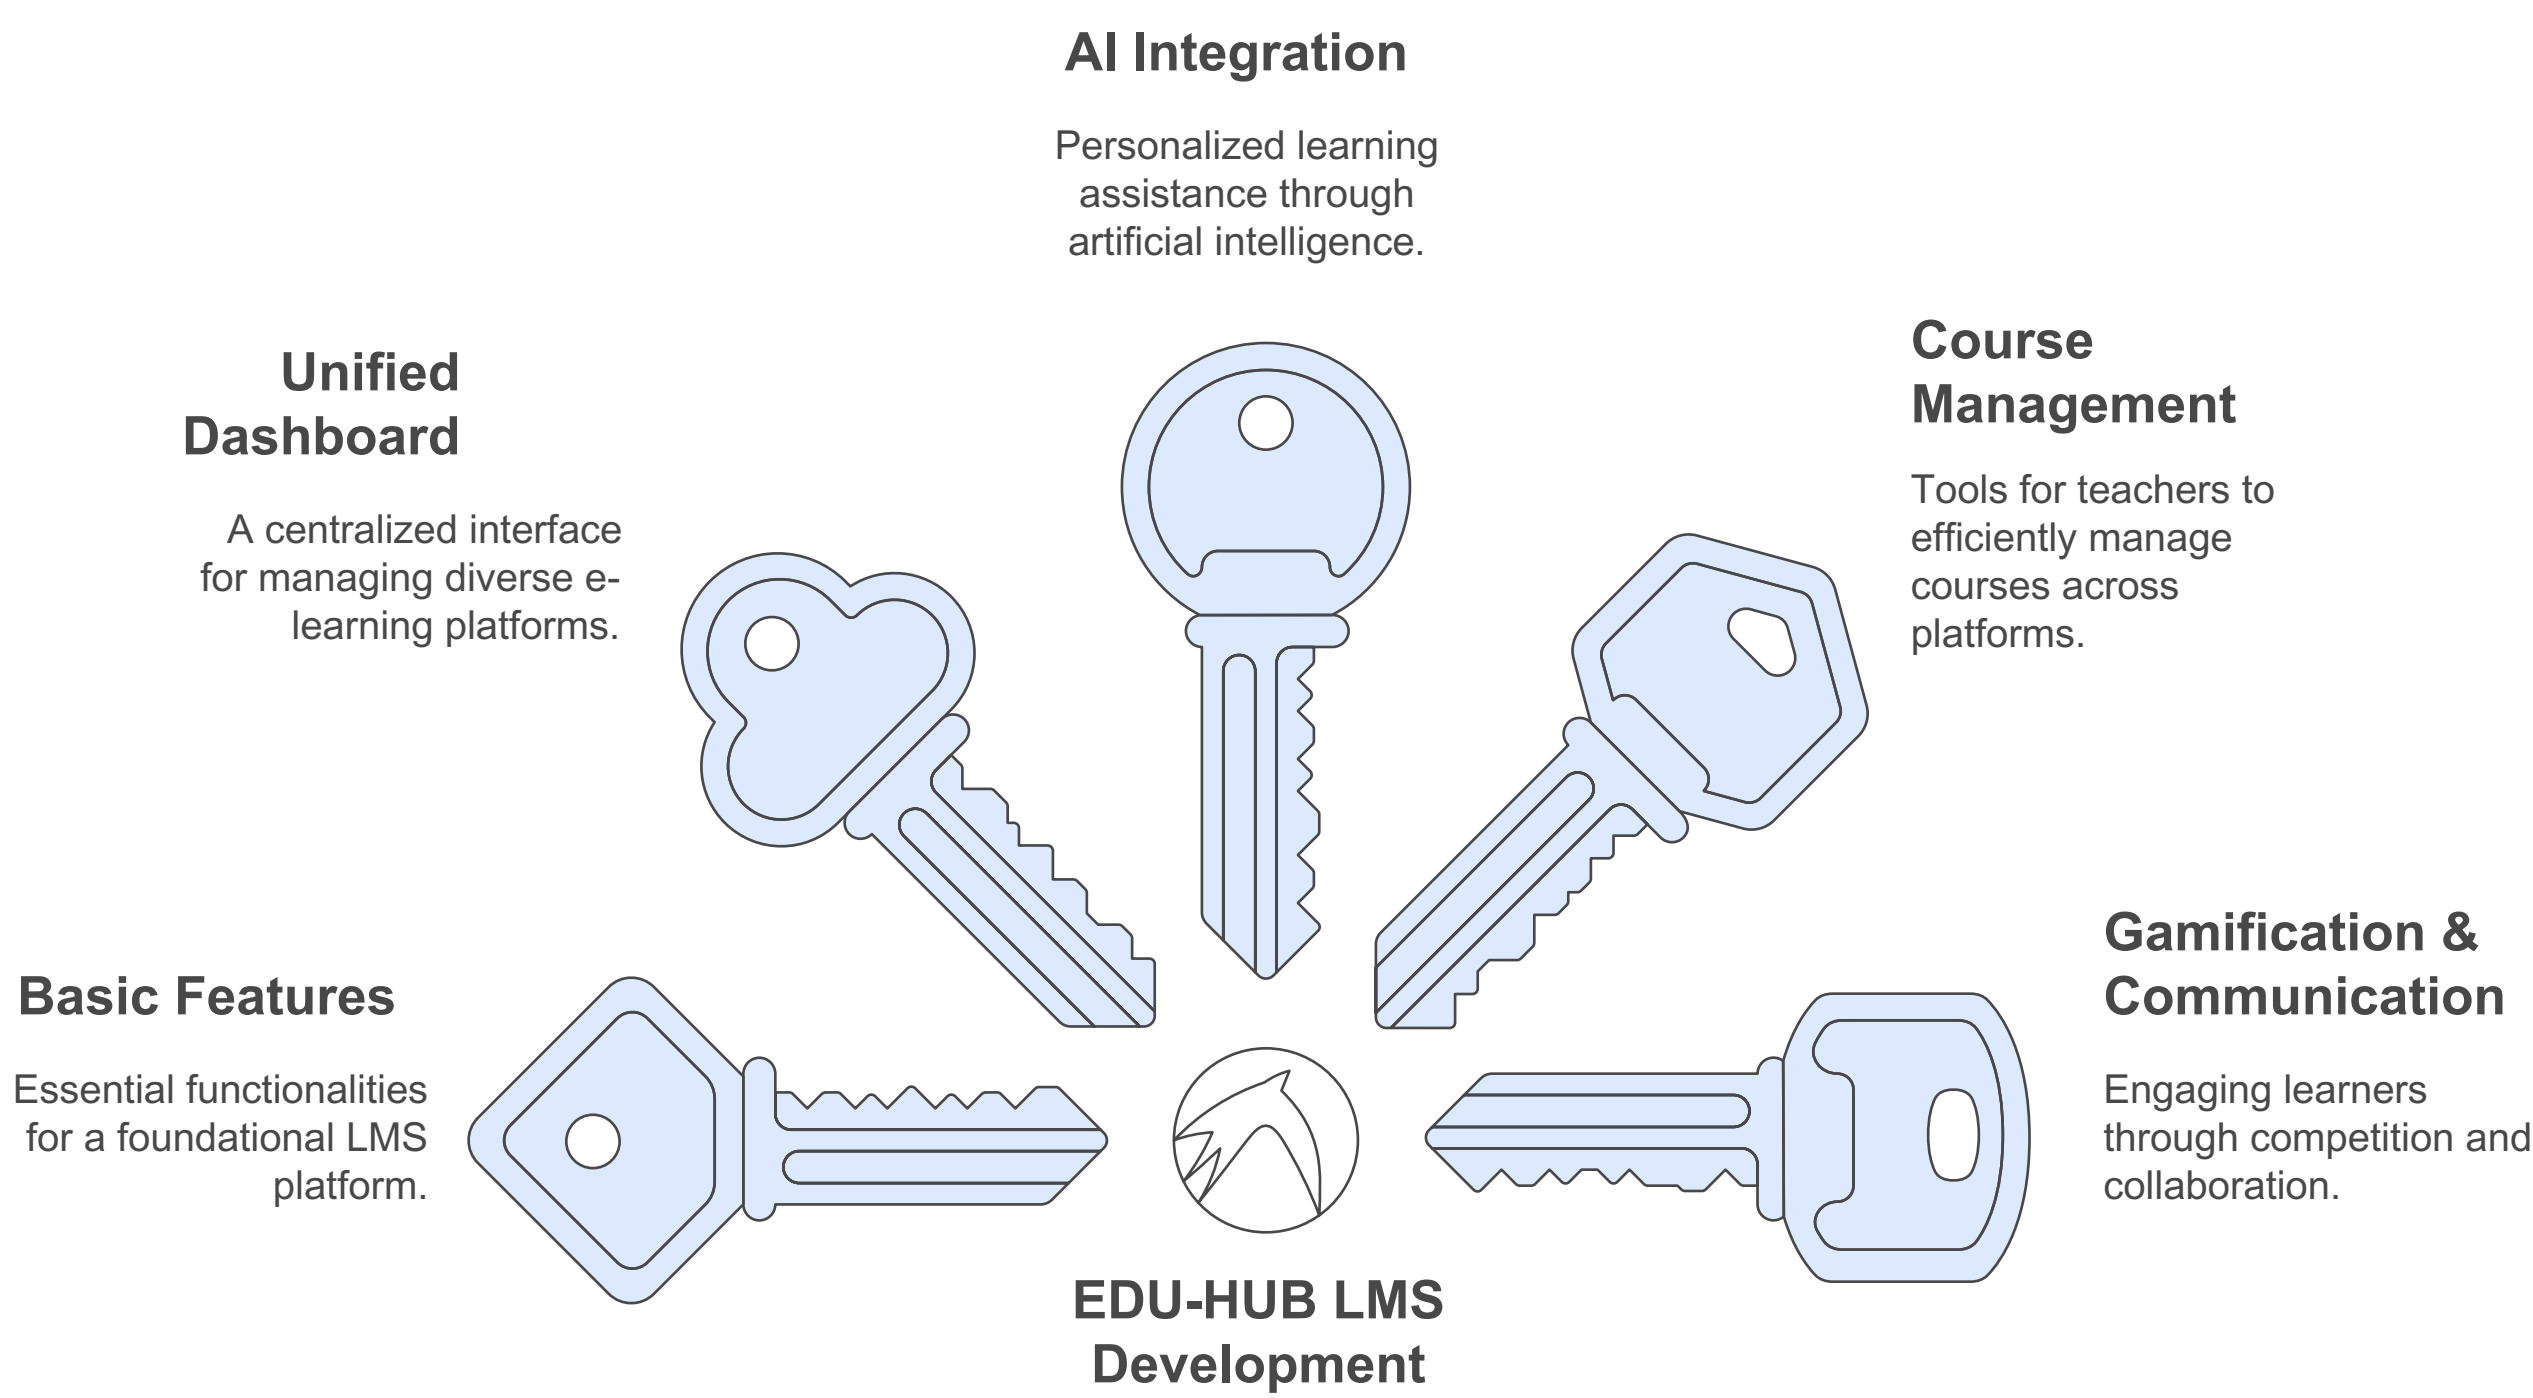 AI Integration
Personalized learning
assistance through
artificial intelligence.
Unified
Dashboard
A centralized interface
for managing diverse e-
learning platforms.
Course
Management
Tools for teachers to
efficiently manage
courses across
platforms.
Basic Features
Essential functionalities
for a foundational LMS
platform.
Gamification &
Communication
Engaging learners
through competition and
collaboration.
EDU-HUB LMS
Development